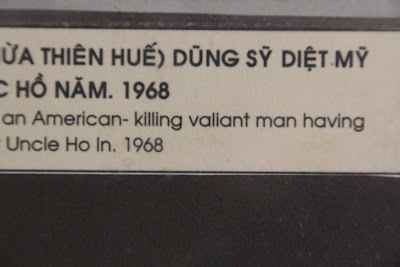 ỪA THIÊN HUẾ) DŨNG SỸ DIỆT MỸ
C HỒ NĂM. 1968
an American- killing valiant man having
Uncle Ho In. 1968